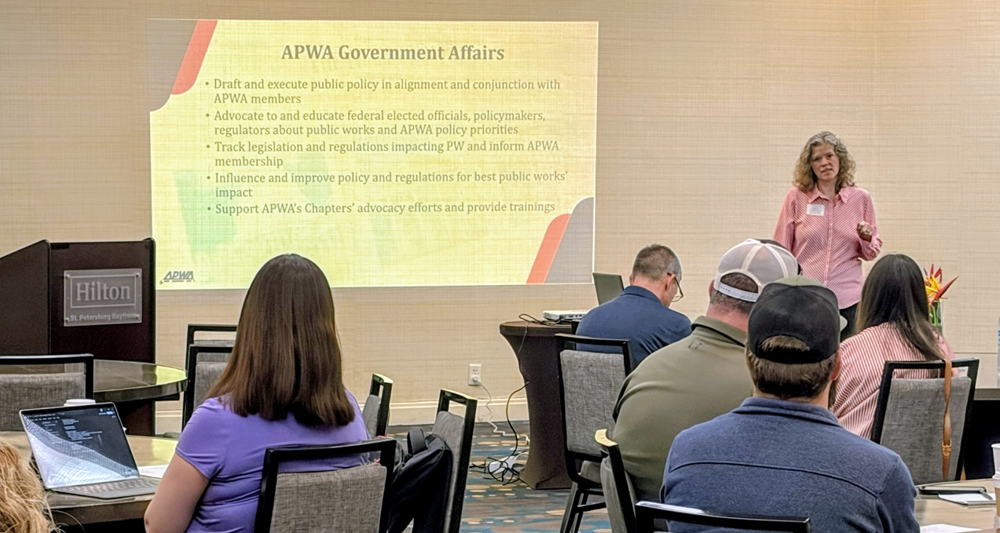 APWA Government Affairs
• Draft and execute public policy in alignment and conjunction with
APWA members
• Advocate to and educate federal elected officials, policymakers,
regulators about public works and APWA policy priorities
• Track legislation and regulations impacting PW and inform APWA
membership
• Influence and improve policy and regulations for best public works'
impact
• Support APWA's Chapters' advocacy efforts and provide trainings
APWA
Hilton
St. Petersburg Bayfront